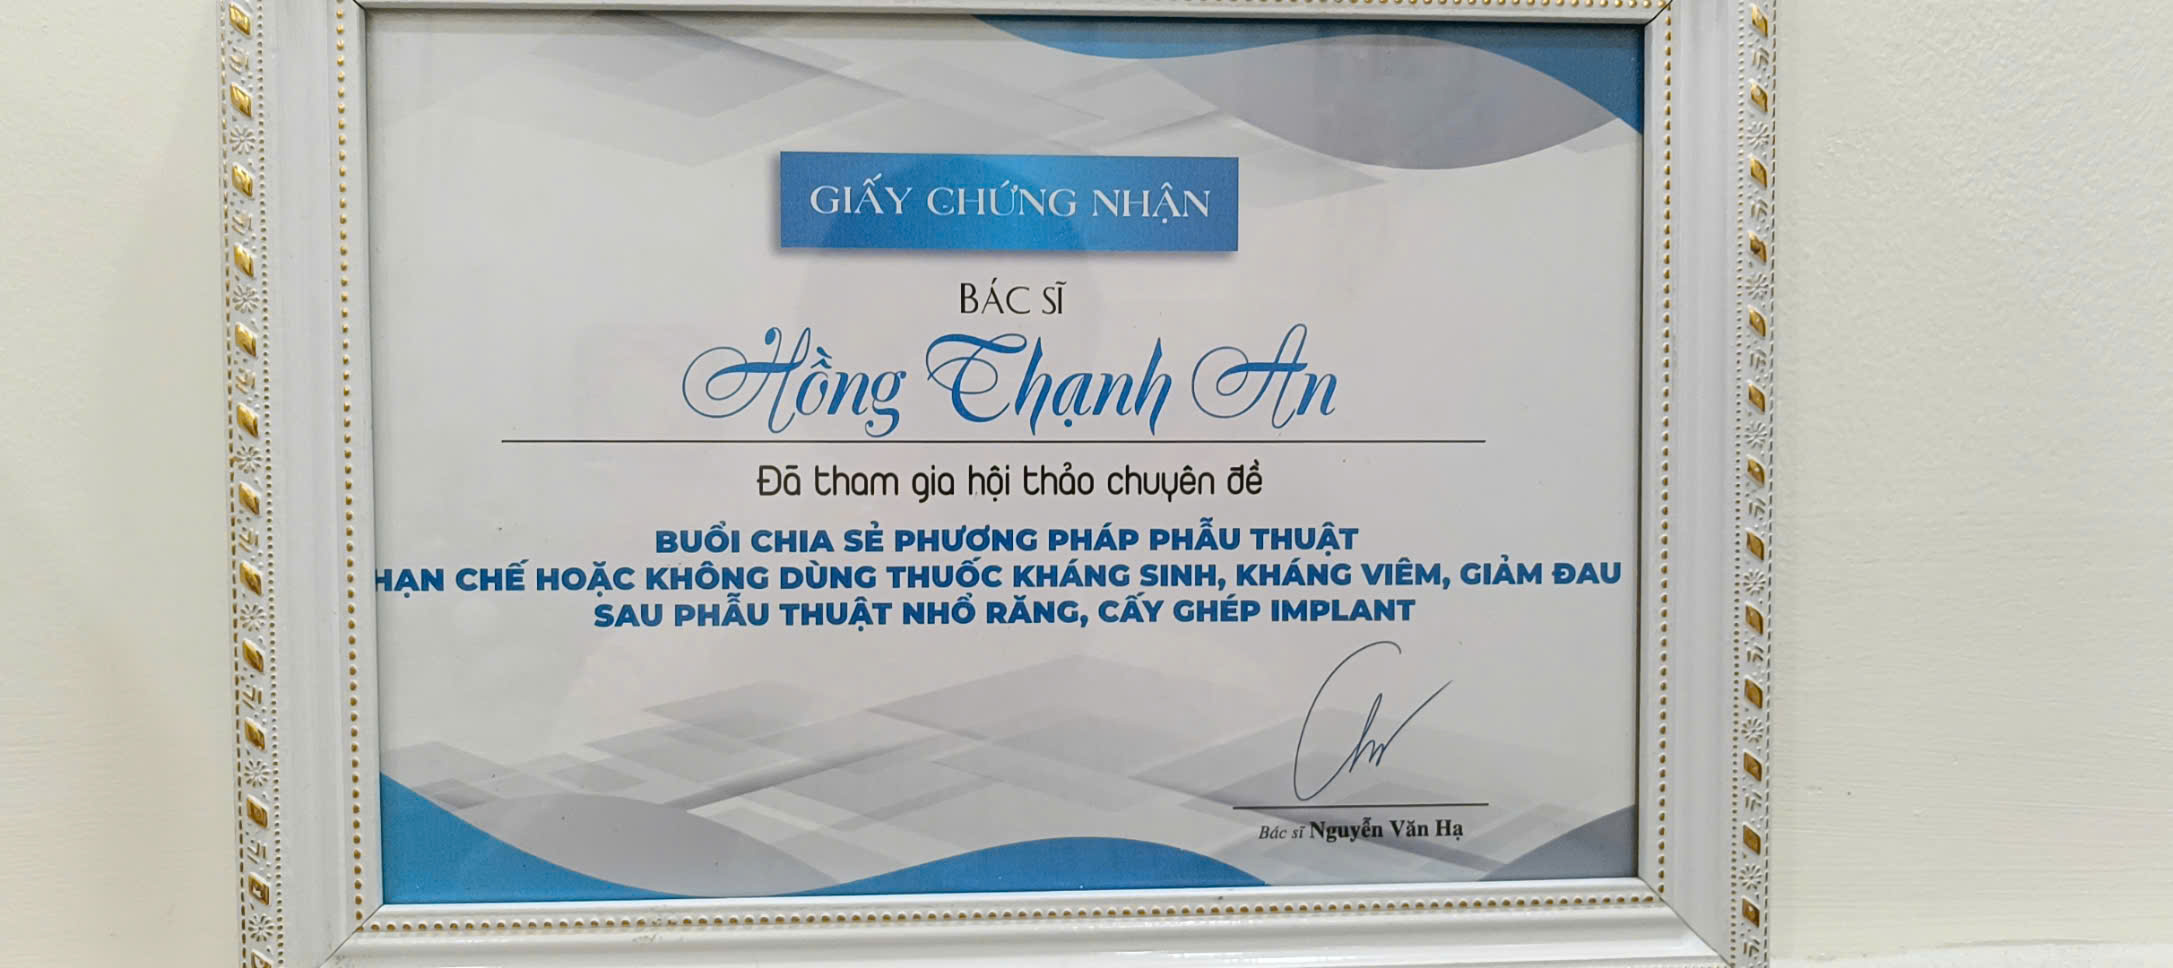 GIẤY CHỨNG NHẬN
BÁC SĨ
Hồng Thạnh An
Đã tham gia hội thảo chuyên đề
BUỔI CHIA SẺ PHƯƠNG PHÁP PHẪU THUẬT
HẠN CHẾ HOẶC KHÔNG DÙNG THUỐC KHÁNG SINH, KHÁNG VIÊM, GIẢM ĐAU
SAU PHẪU THUẬT NHỔ RĂNG, CẤY GHÉP IMPLANT
Bác sĩ Nguyễn Văn Hạ